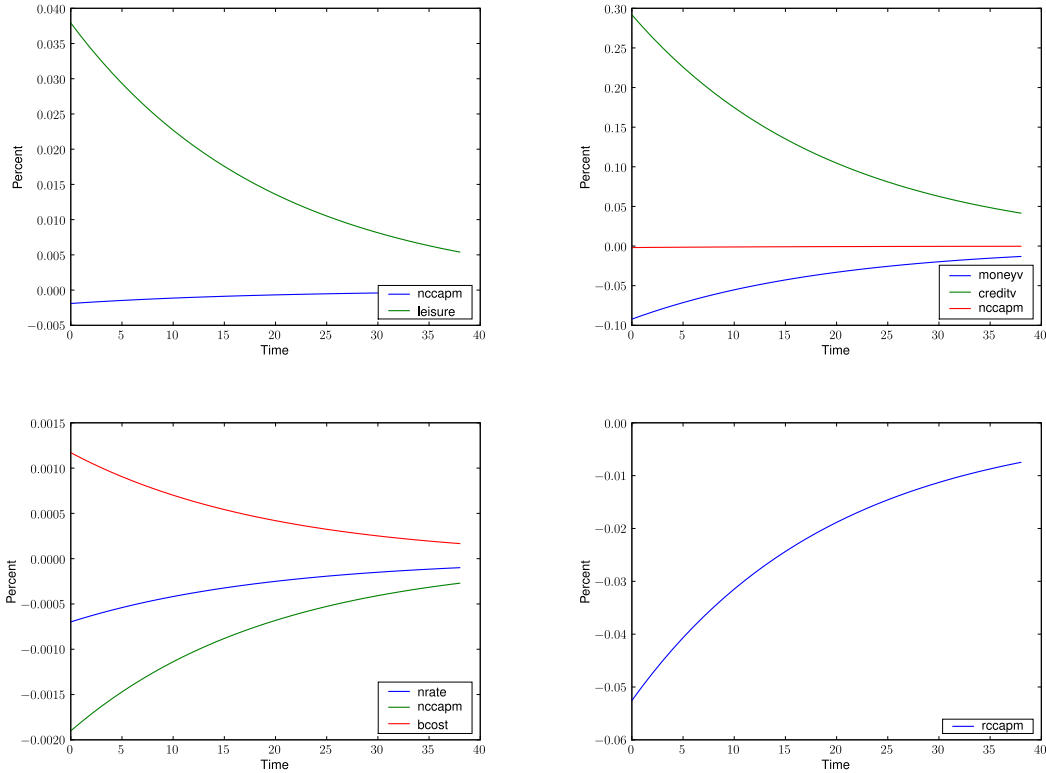 0.040
0.035
0.030
0.025
0.020
0.015
0.010
0.005
0.000
−0.005
Percent
0 5 10 15 20 25 30 35 40
Time
nccapm
leisure
0.30
0.25
0.20
0.15
0.10
0.05
0.00
−0.05
−0.10
Percent
0 5 10 15 20 25 30 35 40
Time
moneyv
creditv
nccapm
0.0015
0.0010
0.0005
0.0000
−0.0005
−0.0010
−0.0015
−0.0020
Percent
0 5 10 15 20 25 30 35 40
Time
nrate
nccapm
bcost
0.00
−0.01
−0.02
−0.03
−0.04
−0.05
−0.06
Percent
0 5 10 15 20 25 30 35 40
Time
rccapm